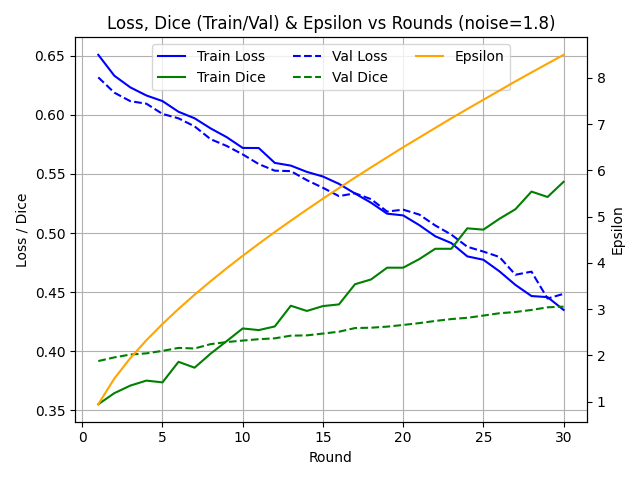 Loss, Dice (Train/Val) & Epsilon vs Rounds (noise=1.8)
Train Loss
Train Dice
Val Loss
Val Dice
Epsilon
Loss / Dice
0.65
0.60
0.55
0.50
0.45
0.40
0.35
Epsilon
8
7
6
5
4
3
2
1
0 5 10 15 20 25 30
Round